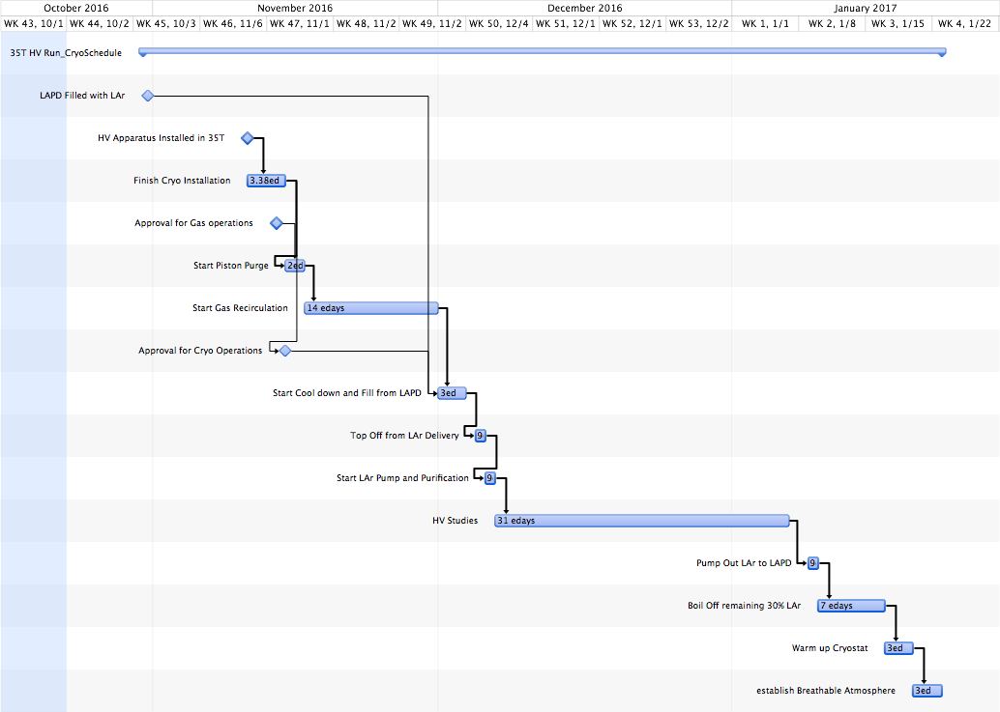 October 2016 November 2016 December 2016 January 2017
WK 43, 10/1 WK 44, 10/2 WK 45, 10/3 WK 46, 11/6 WK 47, 11/1 WK 48, 11/2 WK 49, 11/2 WK 50, 12/4 WK 51, 12/1 WK 52, 12/1 WK 53, 12/1 WK 1, 1/1 WK 2, 1/8 WK 3, 1/15 WK 4, 1/22
35T HV Run_CryoSchedule
LAPD Filled with LAr
HV Apparatus Installed in 35T
Finish Cryo Installation 3.38ed
Approval for Gas operations
Start Piston Purge 2ed
Start Gas Recirculation 14 edays
Approval for Cryo Operations
Start Cool down and Fill from LAPD 3ed
Top Off from LAr Delivery 9
Start LAr Pump and Purification 9
HV Studies 31 edays
Pump Out LAr to LAPD 9
Boil Off remaining 30% LAr 7 edays
Warm up Cryostat 3ed
establish Breathable Atmosphere 3ed